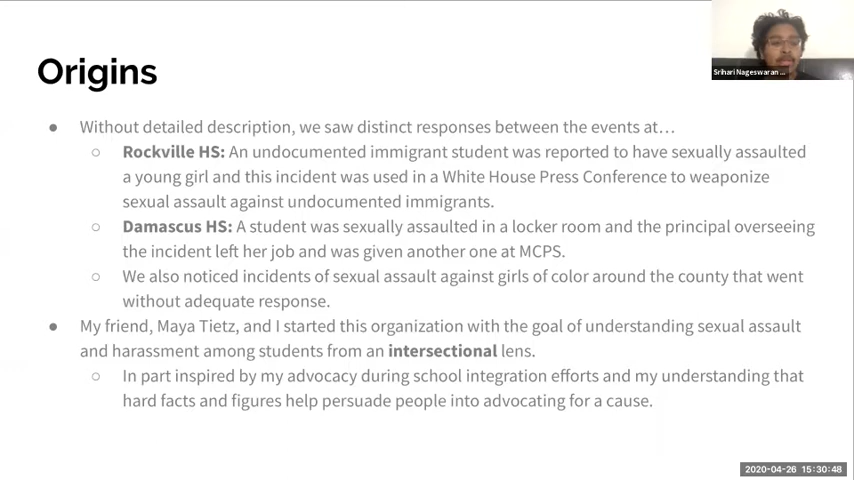 Srihari Nageswaran ...
Origins
● Without detailed description, we saw distinct responses between the events at…
○ Rockville HS: An undocumented immigrant student was reported to have sexually assaulted
a young girl and this incident was used in a White House Press Conference to weaponize
sexual assault against undocumented immigrants.
○ Damascus HS: A student was sexually assaulted in a locker room and the principal overseeing
the incident left her job and was given another one at MCPS.
○ We also noticed incidents of sexual assault against girls of color around the county that went
without adequate response.
● My friend, Maya Tietz, and I started this organization with the goal of understanding sexual assault
and harassment among students from an intersectional lens.
○ In part inspired by my advocacy during school integration efforts and my understanding that
hard facts and figures help persuade people into advocating for a cause.
2020-04-26 15:30:48